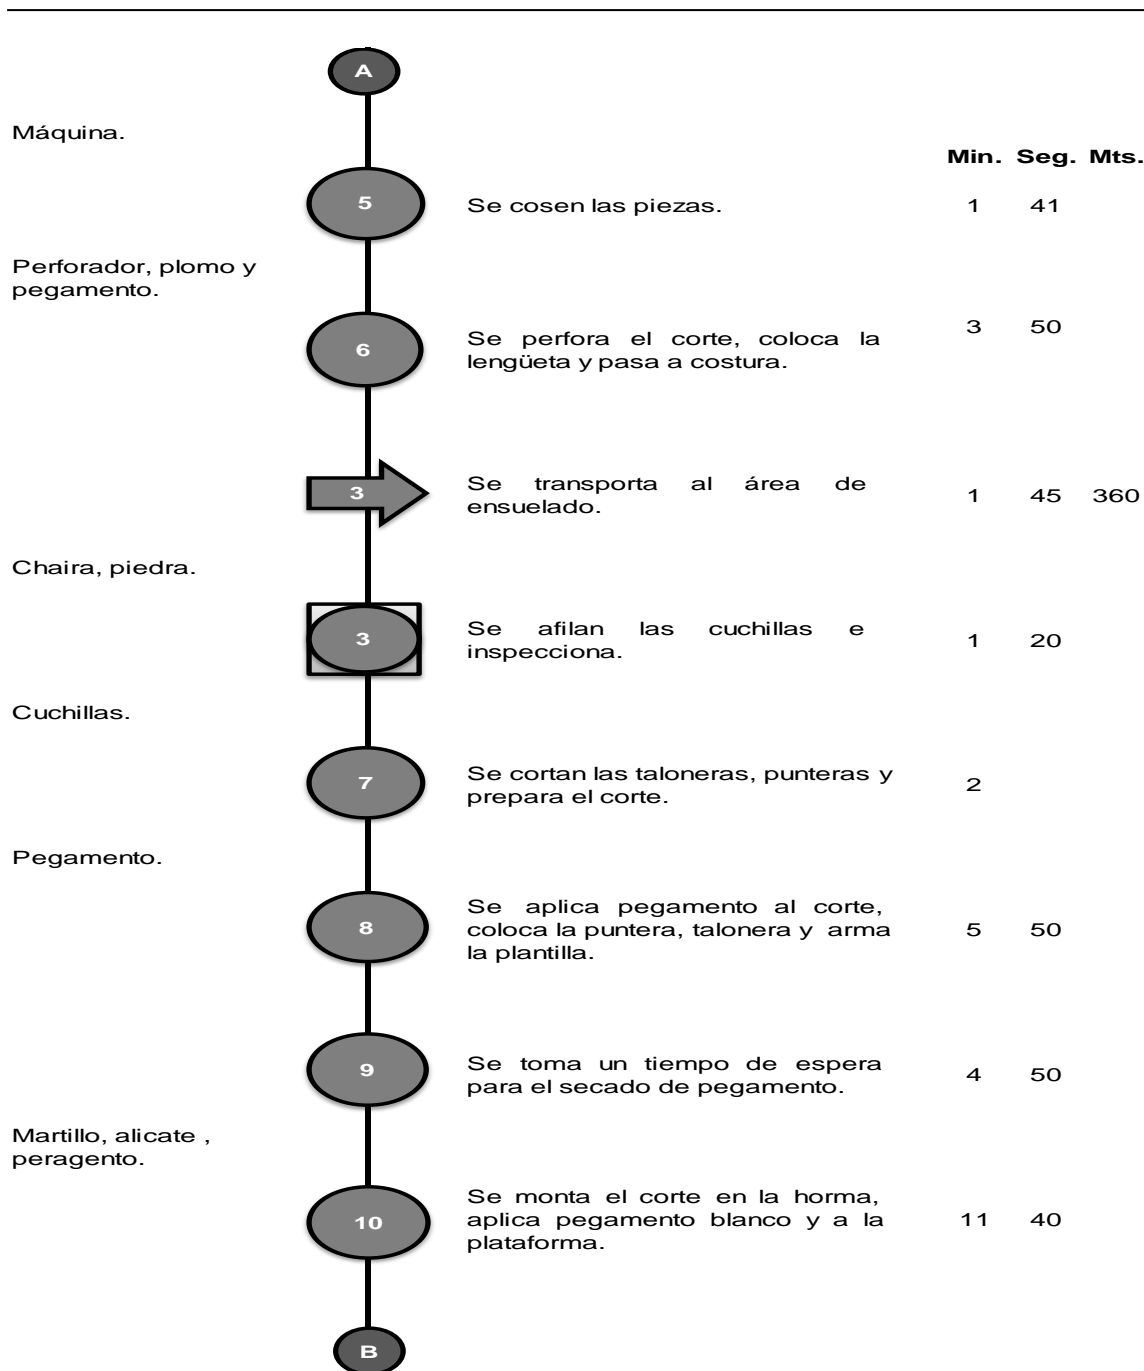 A
Máquina.
Min. Seg. Mts.
5
Se cosen las piezas.
1 41
Perforador, plomo y
pegamento.
6
Se perfora el corte, coloca la
lengüeta y pasa a costura.
3 50
3
Se transporta al área de
ensuelado.
1 45 360
Chaira, piedra.
3
Se afilan las cuchillas e
inspecciona.
1 20
Cuchillas.
7
Se cortan las taloneras, punteras y
prepara el corte.
2
Pegamento.
8
Se aplica pegamento al corte,
coloca la puntera, talonera y arma
la plantilla.
5 50
9
Se toma un tiempo de espera
para el secado de pegamento.
4 50
Martillo, alicate ,
peragento.
10
Se monta el corte en la horma,
aplica pegamento blanco y a la
plataforma.
11 40
B